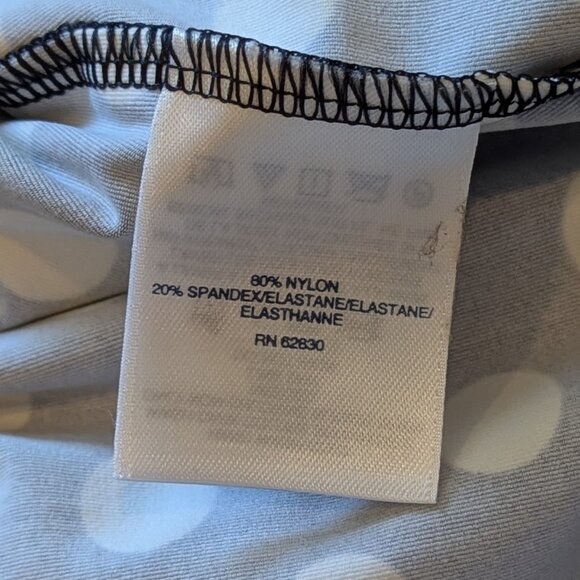 80% NYLON
20% SPANDEX/ELASTANE/ELASTANE/
ELASTHANNE
RN 62830